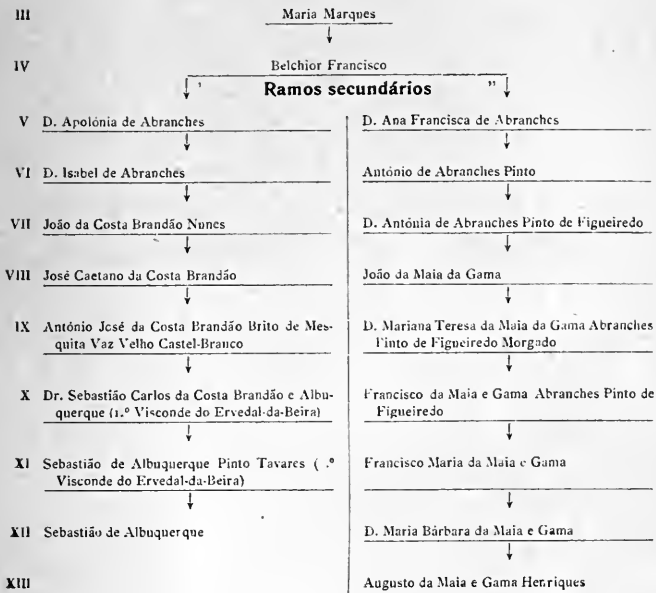 III Maria Marques
IV Belchior Francisco
Ramos secundários
V D. Apolónia de Abranches
VI D. Isabel de Abranches
VII João da Costa Brandão Nunes
VIII José Caetano da Costa Brandão
IX António José da Costa Brandão Brito de Mes-
quita Vaz Velho Castel-Branco
X Dr. Sebastião Carlos da Costa Brandão e Albu-
querque (1.º Visconde do Ervedal-da-Beira)
XI Sebastião de Albuquerque Pinto Tavares ( .º
Visconde do Ervedal-da-Beira)
XII Sebastião de Albuquerque
D. Ana Francisca de Abranches
António de Abranches Pinto
D. Antónia de Abranches Pinto de Figueiredo
João da Maia da Gama
D. Mariana Teresa da Maia da Gama Abranches
Pinto de Figueiredo Morgado
Francisco da Maia e Gama Abranches Pinto de
Figueiredo
Francisco Maria da Maia e Gama
D. Maria Bárbara da Maia e Gama
XIII Augusto da Maia e Gama Henriques